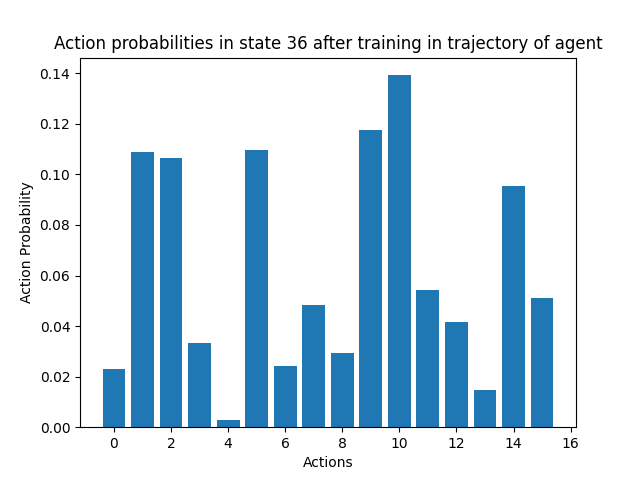 Action probabilities in state 36 after training in trajectory of agent
0.14
0.12
0.10
0.08
0.06
0.04
0.02
0.00
Action Probability
0 2 4 6 8 10 12 14 16
Actions